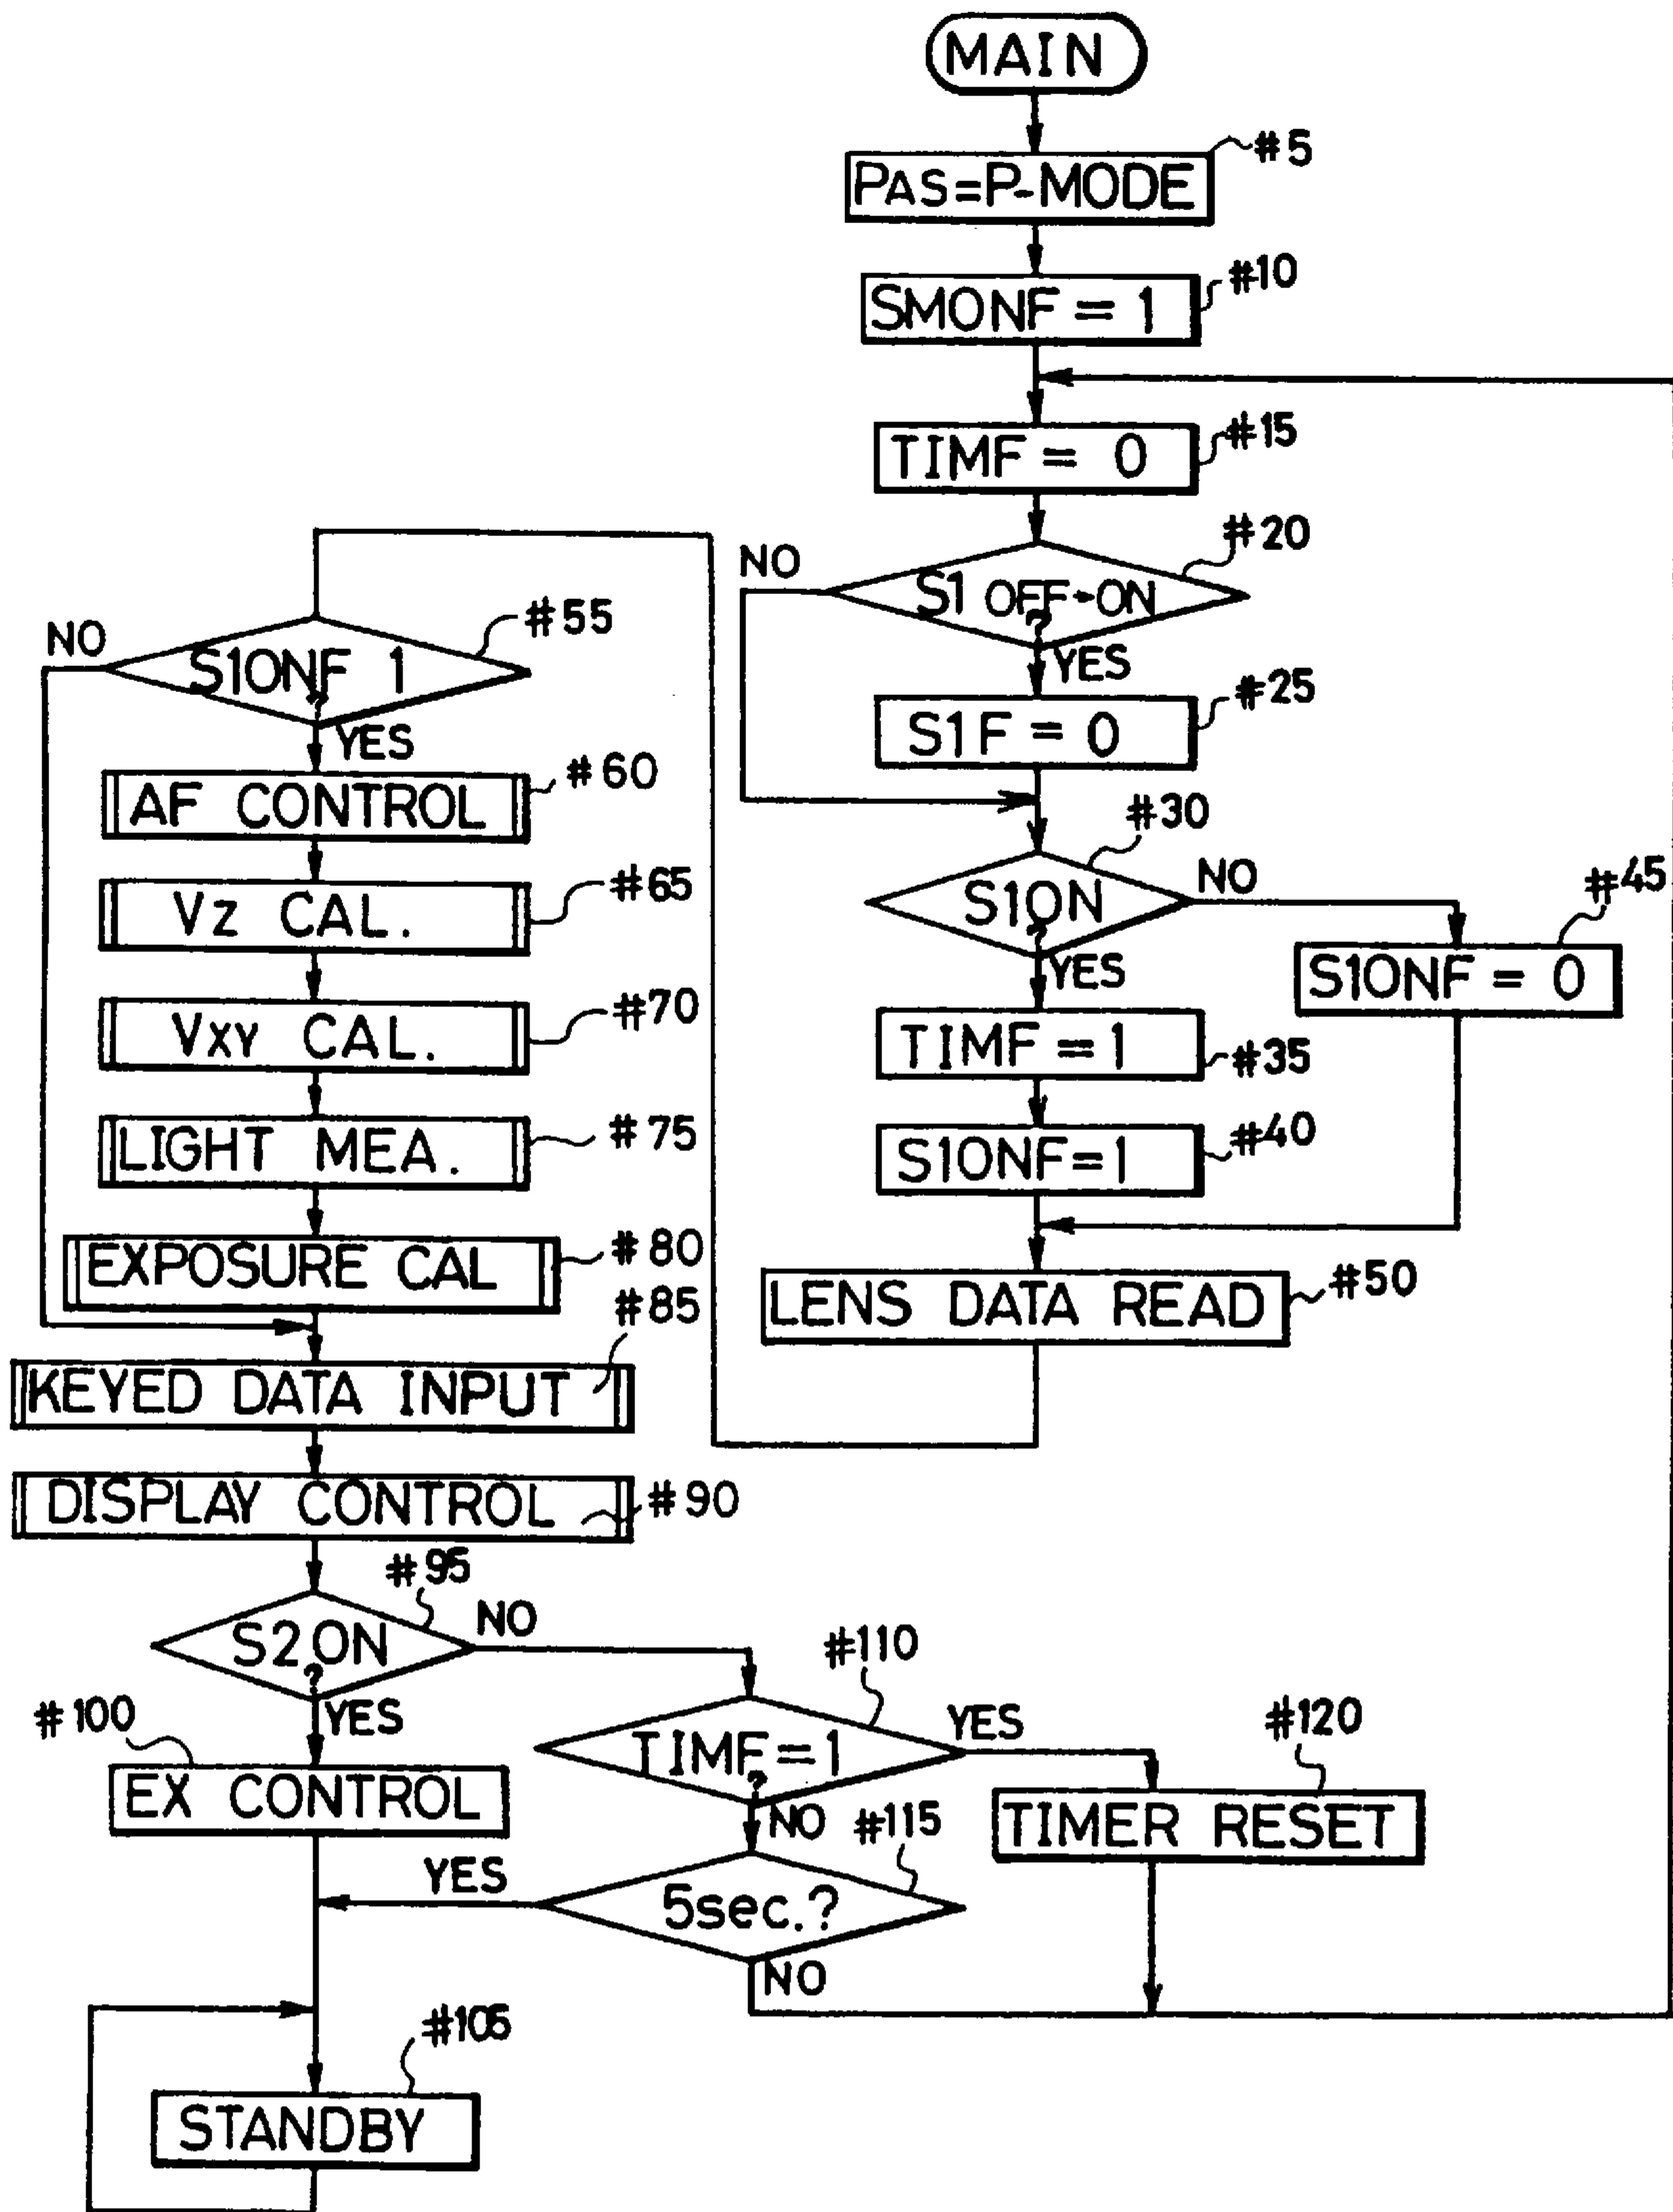 MAIN
#5
PAS=P-MODE
#10
SMONF = 1
#15
TIMF = 0
#20
NO
S1 OFF→ON
?
YES
#25
S1F = 0
#30
S1ON
?
NO
YES
#45
S1ONF = 0
TIMF = 1
#35
#40
S1ONF=1
LENS DATA READ
#50
#55
NO
S1ONF 1
?
YES
AF CONTROL
#60
VZ CAL.
#65
VXY CAL.
#70
LIGHT MEA.
#75
EXPOSURE CAL
#80
#85
KEYED DATA INPUT
DISPLAY CONTROL
#90
#95
S2 ON
?
NO
YES
#100
EX CONTROL
#110
TIMF=1
?
YES
NO
#120
TIMER RESET
#115
5sec.?
YES
NO
#105
STANDBY